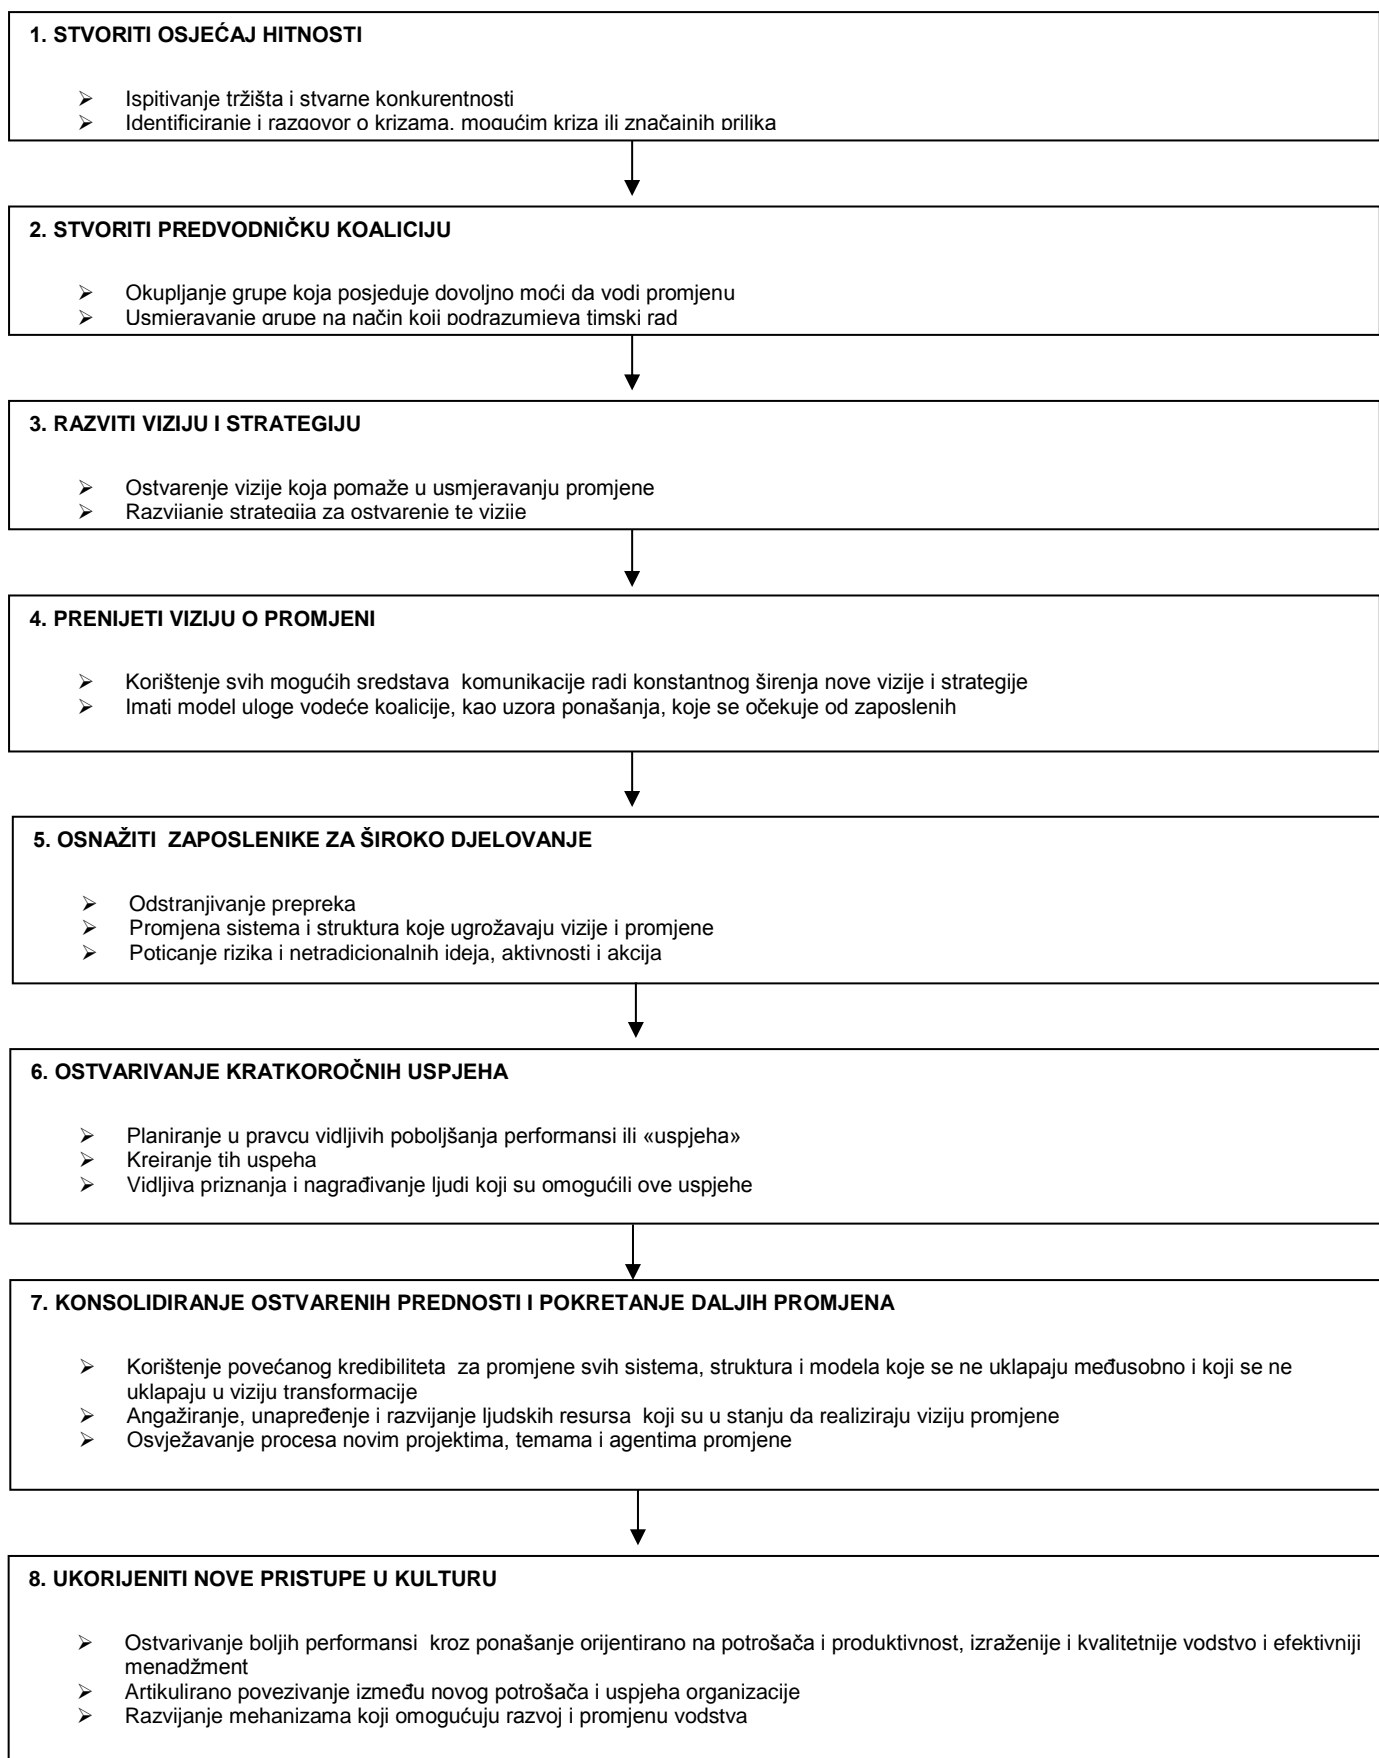 1. STVORITI OSJEĆAJ HITNOSTI
➢ Ispitivanje tržišta i stvarne konkurentnosti
➢ Identificiranje i razgovor o krizama, mogućim kriza ili značajnih prilika
2. STVORITI PREDVODNIČKU KOALICIJU
➢ Okupljanje grupe koja posjeduje dovoljno moći da vodi promjenu
➢ Usmjeravanje grupe na način koji podrazumjeva timski rad
3. RAZVITI VIZIJU I STRATEGIJU
➢ Ostvarenje vizije koja pomaže u usmjeravanju promjene
➢ Razvijanje strategija za ostvarenje te vizije
4. PRENIJETI VIZIJU O PROMJENI
➢ Korištenje svih mogućih sredstava komunikacije radi konstantnog širenja nove vizije i strategije
➢ Imati model uloge vodeće koalicije, kao uzora ponašanja, koje se očekuje od zaposlenih
5. OSNAŽITI ZAPOSLENIKE ZA ŠIROKO DJELOVANJE
➢ Odstranjivanje prepreka
➢ Promjena sistema i struktura koje ugrožavaju vizije i promjene
➢ Poticanje rizika i netradicionalnih ideja, aktivnosti i akcija
6. OSTVARIVANJE KRATKOROČNIH USPJEHA
➢ Planiranje u pravcu vidljivih poboljšanja performansi ili «uspjeha»
➢ Kreiranje tih uspeha
➢ Vidljiva priznanja i nagrađivanje ljudi koji su omogućili ove uspjehe
7. KONSOLIDIRANJE OSTVARENIH PREDNOSTI I POKRETANJE DALJIH PROMJENA
➢ Korištenje povećanog kredibiliteta za promjene svih sistema, struktura i modela koje se ne uklapaju međusobno i koji se ne
uklapaju u viziju transformacije
➢ Angažiranje, unapređenje i razvijanje ljudskih resursa koji su u stanju da realiziraju viziju promjene
➢ Osvježavanje procesa novim projektima, temama i agentima promjene
8. UKORIJENITI NOVE PRISTUPE U KULTURU
➢ Ostvarivanje boljih performansi kroz ponašanje orijentirano na potrošača i produktivnost, izraženije i kvalitetnije vodstvo i efektivniji
menadžment
➢ Artikulirano povezivanje između novog potrošača i uspjeha organizacije
➢ Razvijanje mehanizama koji omogućuju razvoj i promjenu vodstva